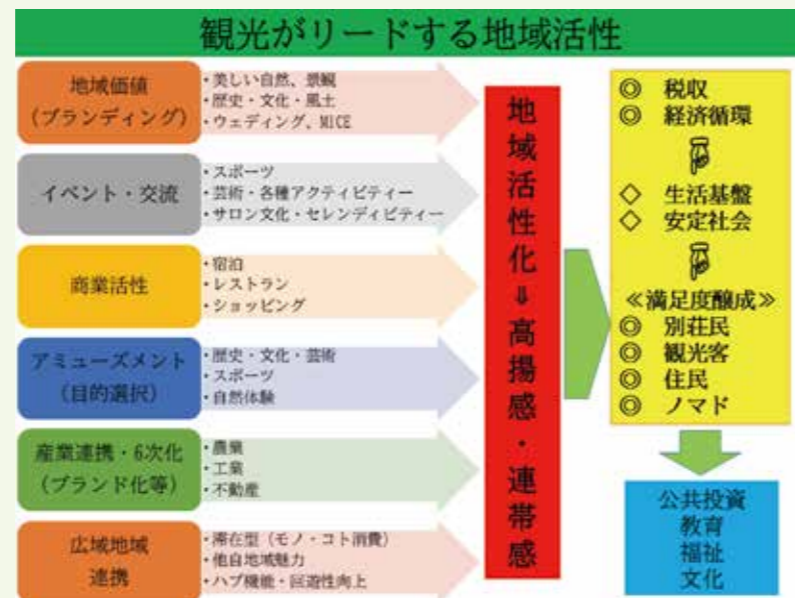 観光がリードする地域活性
地域価値
(ブランディング)
・美しい自然、景観
・歴史・文化・風土
・ウェディング、MICE
イベント・交流
・スポーツ
・芸術・各種アクティビティー
・サロン文化・セレンディピティー
商業活性
・宿泊
・レストラン
・ショッピング
アミューズメント
(目的選択)
・歴史・文化・芸術
・スポーツ
・自然体験
産業連携・6次化
(ブランド化等)
・農業
・工業
・不動産
広域地域
連携
・滞在型(モノ・コト消費)
・他自地域魅力
・ハブ機能・回遊性向上
地域活性化⇓高揚感・連帯感
◎ 税収
◎ 経済循環
☟
◇ 生活基盤
◇ 安定社会
☟
≪満足度醸成≫
◎ 別荘民
◎ 観光客
◎ 住民
◎ ノマド
公共投資
教育
福祉
文化